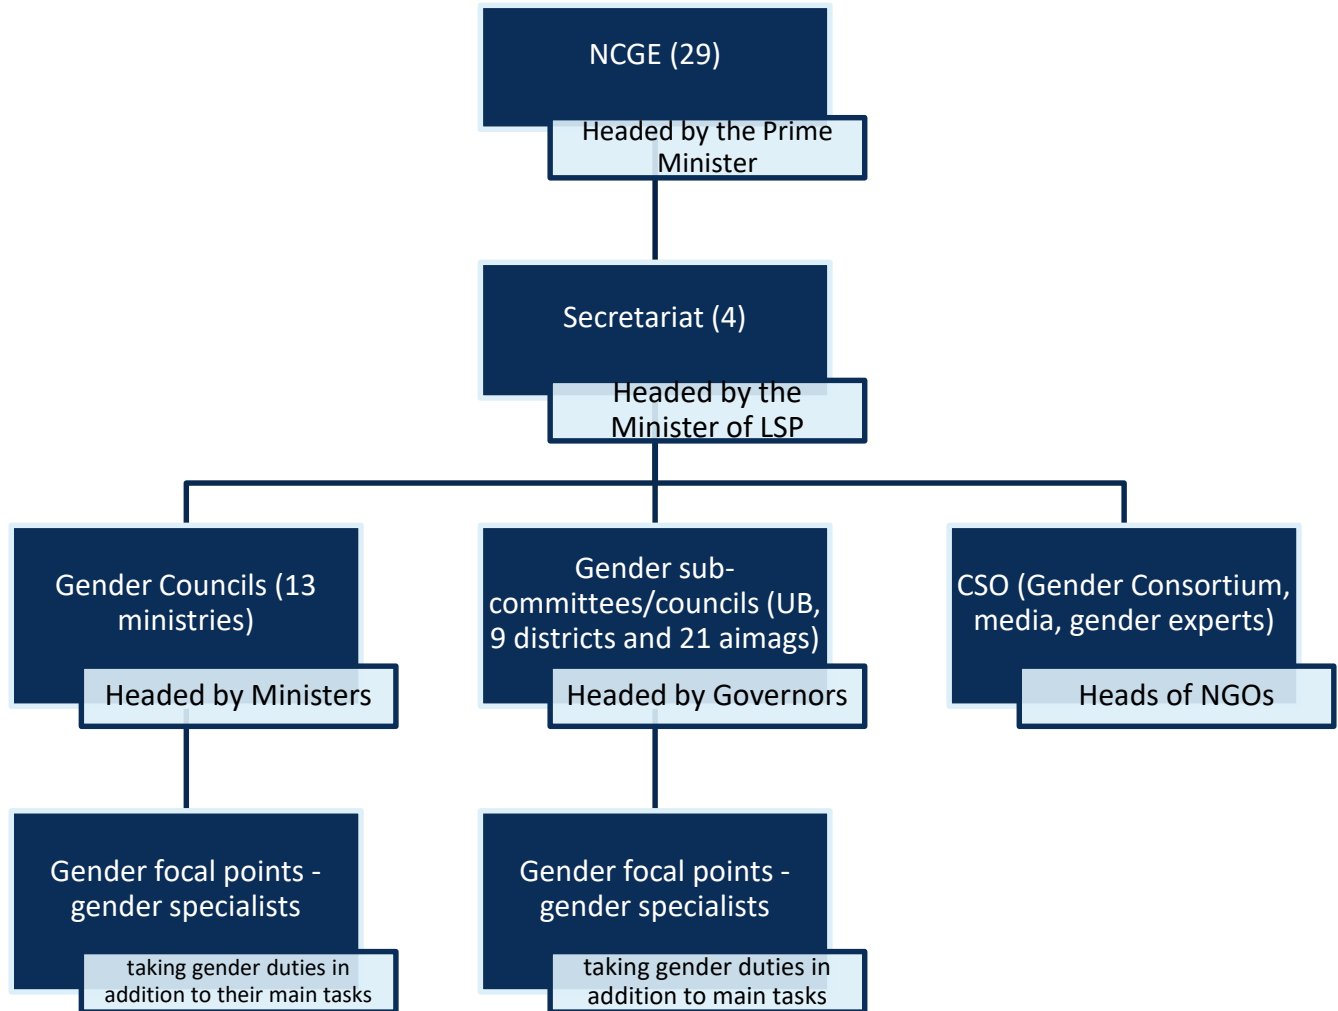 NCGE (29)
Headed by the Prime
Minister
Secretariat (4)
Headed by the
Minister of LSP
Gender Councils (13
ministries)
Headed by Ministers
Gender sub-
committees/councils (UB,
9 districts and 21 aimags)
Headed by Governors
CSO (Gender Consortium,
media, gender experts)
Heads of NGOs
Gender focal points -
gender specialists
taking gender duties in
addition to their main tasks
Gender focal points -
gender specialists
taking gender duties in
addition to main tasks